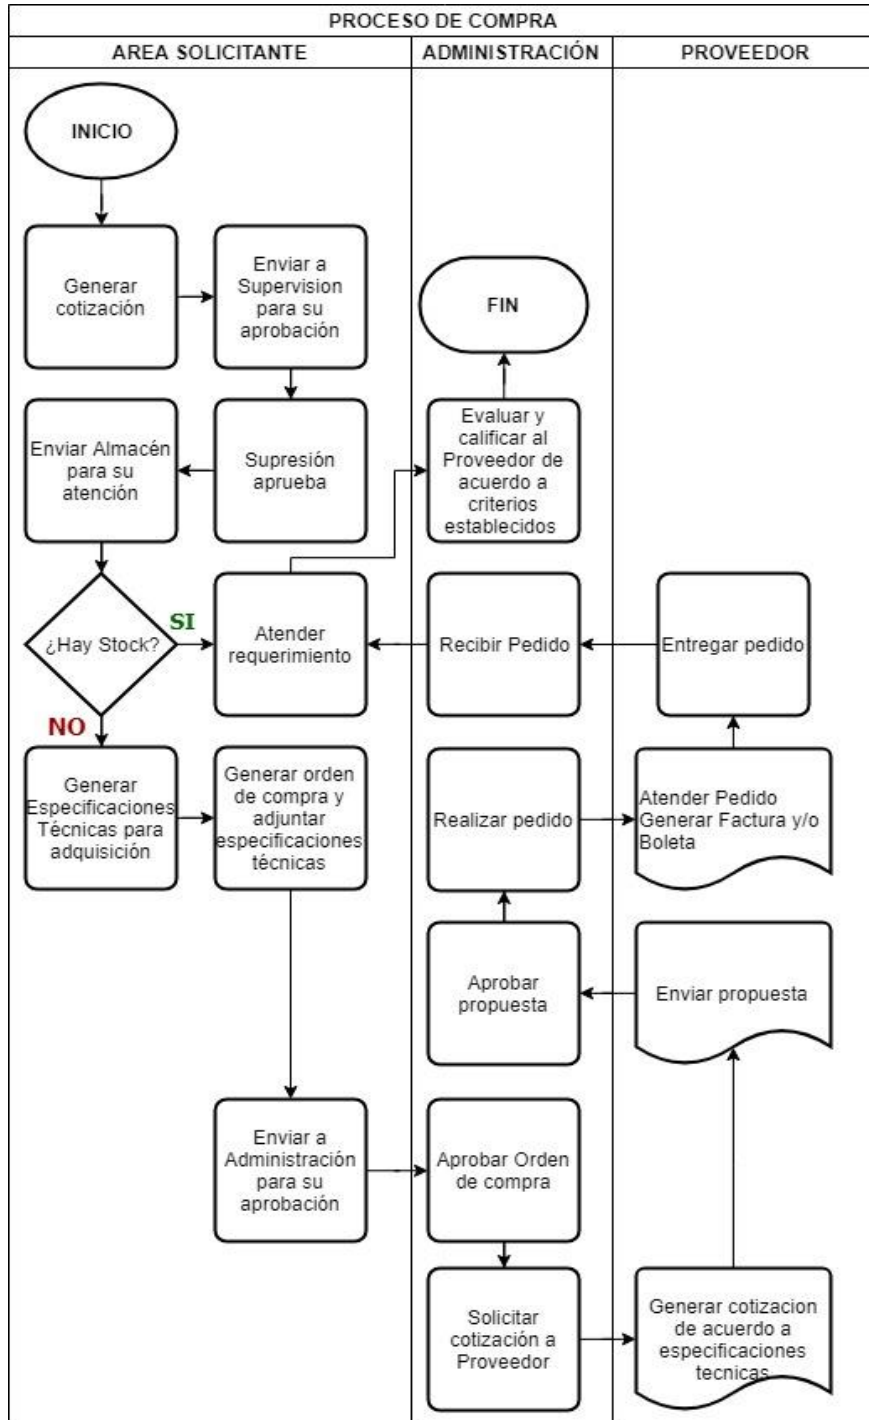 PROCESO DE COMPRA
AREA SOLICITANTE
ADMINISTRACIÓN
PROVEEDOR
INICIO
Generar
cotización
Enviar a
Supervision
para su
aprobación
FIN
Enviar Almacén
para su
atención
Supresión
aprueba
Evaluar y
calificar al
Proveedor de
acuerdo a
criterios
establecidos
¿Hay Stock?
SI
Atender
requerimiento
Recibir Pedido
Entregar pedido
NO
Generar
Especificaciones
Técnicas para
adquisición
Generar orden
de compra y
adjuntar
especificaciones
técnicas
Realizar pedido
Atender Pedido
Generar Factura y/o
Boleta
Aprobar
propuesta
Enviar propuesta
Enviar a
Administración
para su
aprobación
Aprobar Orden
de compra
Solicitar
cotización a
Proveedor
Generar cotizacion
de acuerdo a
especificaciones
tecnicas